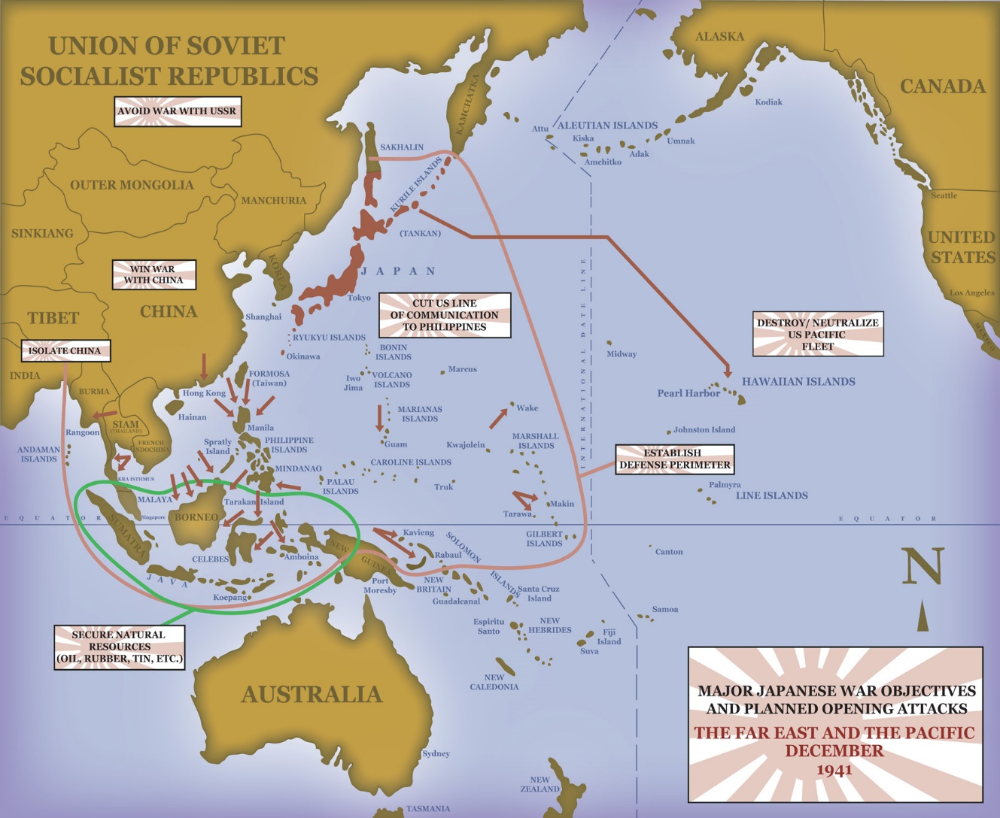 UNION OF SOVIET
SOCIALIST REPUBLICS
AVOID WAR WITH USSR
ALASKA
CANADA
Kodiak
KAMCHATKA
Attu
ALEUTIAN ISLANDS
Kiska
Umnak
Adak
Amchitko
SAKHALIN
KURILE ISLANDS
OUTER MONGOLIA
MANCHURIA
Seattle
SINKIANG
(TANKAN)
UNITED
STATES
WIN WAR
WITH CHINA
KOREA
J A P A N
INTERNATIONAL DATE LINE
Los Angeles
TIBET
CHINA
Shanghai
Tokyo
CUT US LINE
OF COMMUNICATION
TO PHILIPPINES
DESTROY/ NEUTRALIZE
US PACIFIC
FLEET
MEXICO
ISOLATE CHINA
RYUKYU ISLANDS
Okinawa
BONIN
ISLANDS
Midway
INDIA
BURMA
FORMOSA
(Taiwan)
Iwo
Jima
VOLCANO
ISLANDS
Marcus
HAWAIIAN ISLANDS
Pearl Harbor
Hong Kong
Hainan
Manila
MARIANAS
ISLANDS
Wake
Rangoon
SIAM
(THAILAND)
FRENCH
INDOCHINA
Spratly
Island
PHILIPPINE
ISLANDS
Guam
Kwajolein
MARSHALL
ISLANDS
Johnston Island
ANDAMAN
ISLANDS
ESTABLISH
DEFENSE PERIMETER
CAROLINE ISLANDS
MINDANAO
KRA ISTHMUS
PALAU
ISLANDS
Truk
Palmyra
LINE ISLANDS
MALAYA
Tarakan Island
Makin
Tarawa
EQUATOR
Singapore
BORNEO
EQUATOR
SUMATRA
Kavieng
GILBERT
ISLANDS
SOLOMON
ISLANDS
NEW
GUINEA
Rabaul
Canton
CELEBES
Amboina
N
JAVA
Port
Moresby
NEW
BRITAIN
Koepang
Guadalcanal
Santa Cruz
Island
Samoa
Espiritu
Santo
NEW
HEBRIDES
Fiji
Island
Suva
SECURE NATURAL
RESOURCES
(OIL, RUBBER, TIN, ETC.)
NEW
CALEDONIA
AUSTRALIA
MAJOR JAPANESE WAR OBJECTIVES
AND PLANNED OPENING ATTACKS
THE FAR EAST AND THE PACIFIC
DECEMBER
1941
Sydney
NEW
ZEALAND
TASMANIA